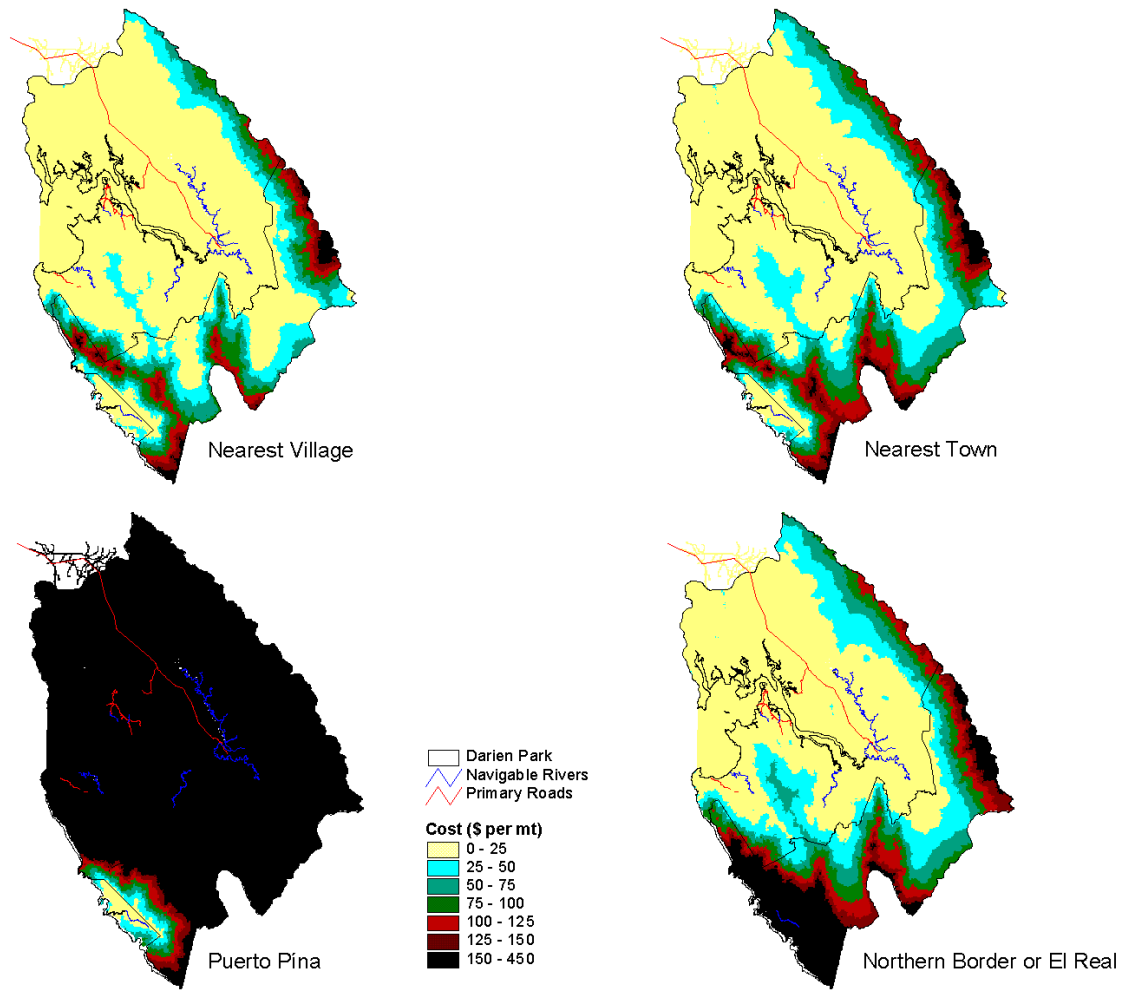 Nearest Village
Nearest Town
Darien Park
Navigable Rivers
Primary Roads
Cost ($ per mt)
0 - 25
25 - 50
50 - 75
75 - 100
100 - 125
125 - 150
150 - 450
Puerto Pina
Northern Border or El Real